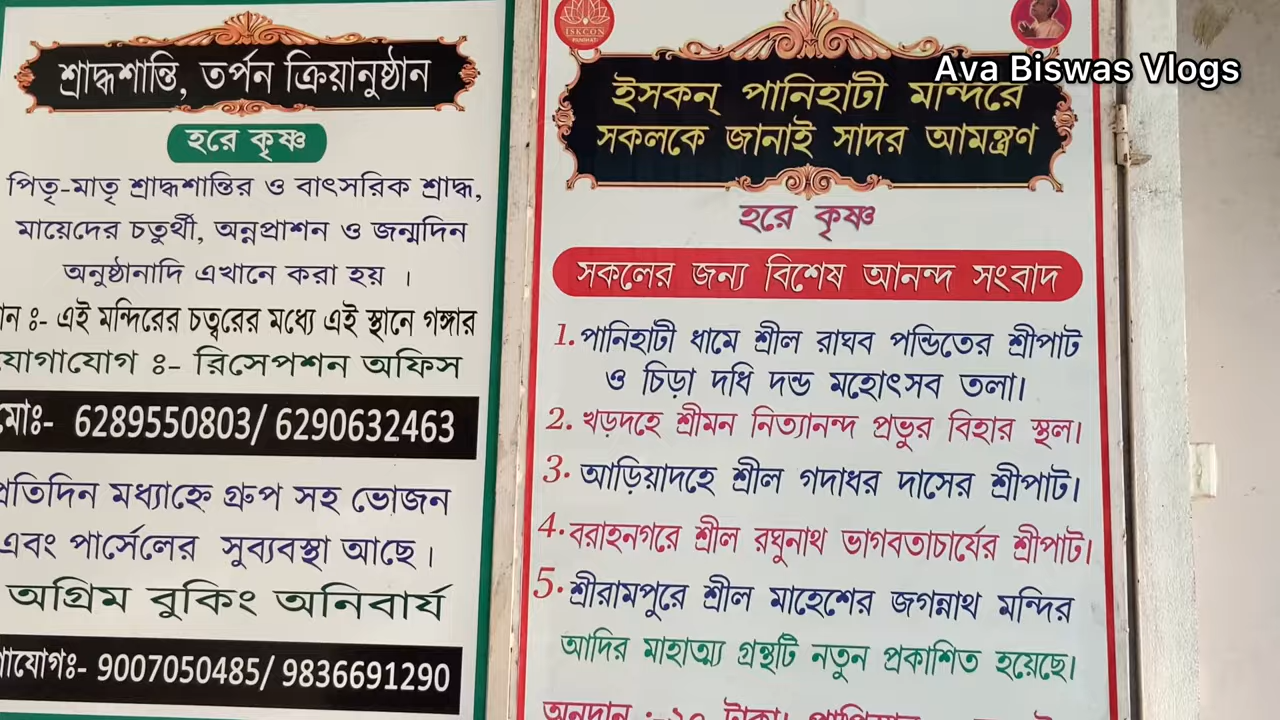 শ্রাদ্ধশান্তি, তর্পন ক্রিয়ানুষ্ঠান
হরে কৃষ্ণ
পিতৃ-মাতৃ শ্রাদ্ধশান্তির ও বাৎসরিক শ্রাদ্ধ,
মায়েদের চতুর্থী, অন্নপ্রাশন ও জন্মদিন
অনুষ্ঠানাদি এখানে করা হয় ।
ঃ- এই মন্দিরের চত্বরের মধ্যে এই স্থানে গঙ্গার
যোগাযোগ ঃ- রিসেপশন অফিস
মোঃ- 6289550803/ 6290632463
প্রতিদিন মধ্যাহ্নে গ্রুপ সহ ভোজন
এবং পার্সেলের সুব্যবস্থা আছে।
অগ্রিম বুকিং অনিবার্য
9007050485/ 9836691290
ISKCON
PANIHATI
Ava Biswas Vlogs
ইসকন্ পানিহাটী মন্দিরে
সকলকে জানাই সাদর আমন্ত্রণ
হরে কৃষ্ণ
সকলের জন্য বিশেষ আনন্দ সংবাদ
1. পানিহাটী ধামে শ্রীল রাঘব পন্ডিতের শ্রীপাট
ও চিড়া দধি দন্ড মহোৎসব তলা।
2. খড়দহে শ্রীমন নিত্যানন্দ প্রভুর বিহার স্থল।
3. আড়িয়াদহে শ্রীল গদাধর দাসের শ্রীপাট।
4. বরাহনগরে শ্রীল রঘুনাথ ভাগবতাচার্যের শ্রীপাট।
5. শ্রীরামপুরে শ্রীল মাহেশের জগন্নাথ মন্দির
আদির মাহাত্ম্য গ্রন্থটি নতুন প্রকাশিত হয়েছে।